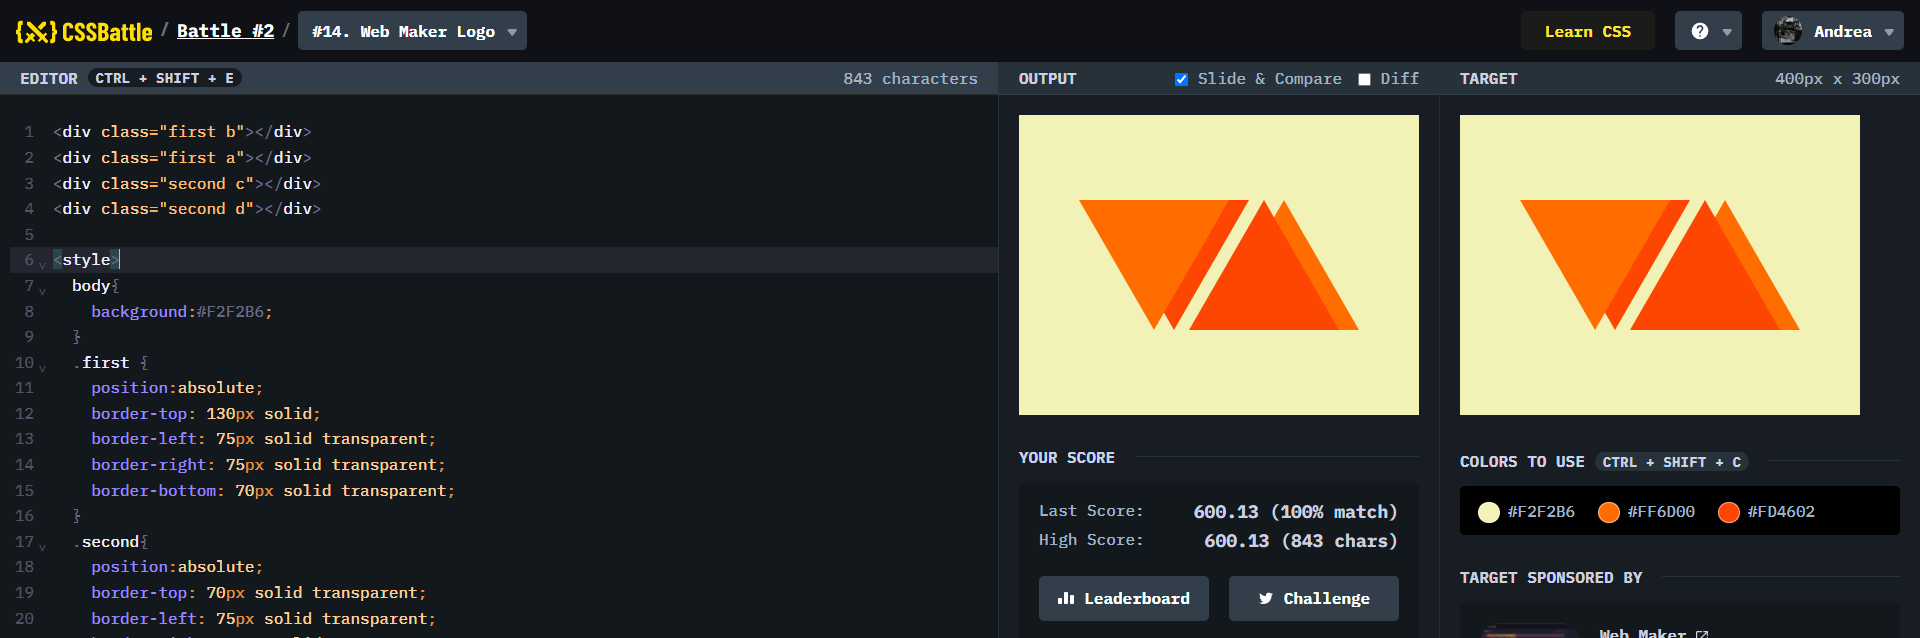 CSSBattle / Battle #2 / #14. Web Maker Logo Learn CSS ? Andrea
EDITOR CTRL + SHIFT + E 843 characters
1 <div class="first b"></div>
2 <div class="first a"></div>
3 <div class="second c"></div>
4 <div class="second d"></div>
5
6 <style>
7 body{
8 background:#F2F2B6;
9 }
10 .first {
11 position:absolute;
12 border-top: 130px solid;
13 border-left: 75px solid transparent;
14 border-right: 75px solid transparent;
15 border-bottom: 70px solid transparent;
16 }
17 .second{
18 position:absolute;
19 border-top: 70px solid transparent;
20 border-left: 75px solid transparent;
OUTPUT Slide & Compare Diff
YOUR SCORE
Last Score: 600.13 (100% match)
High Score: 600.13 (843 chars)
Leaderboard Challenge
TARGET 400px x 300px
COLORS TO USE CTRL + SHIFT + C
#F2F2B6 #FF6D00 #FD4602
TARGET SPONSORED BY
Web Maker